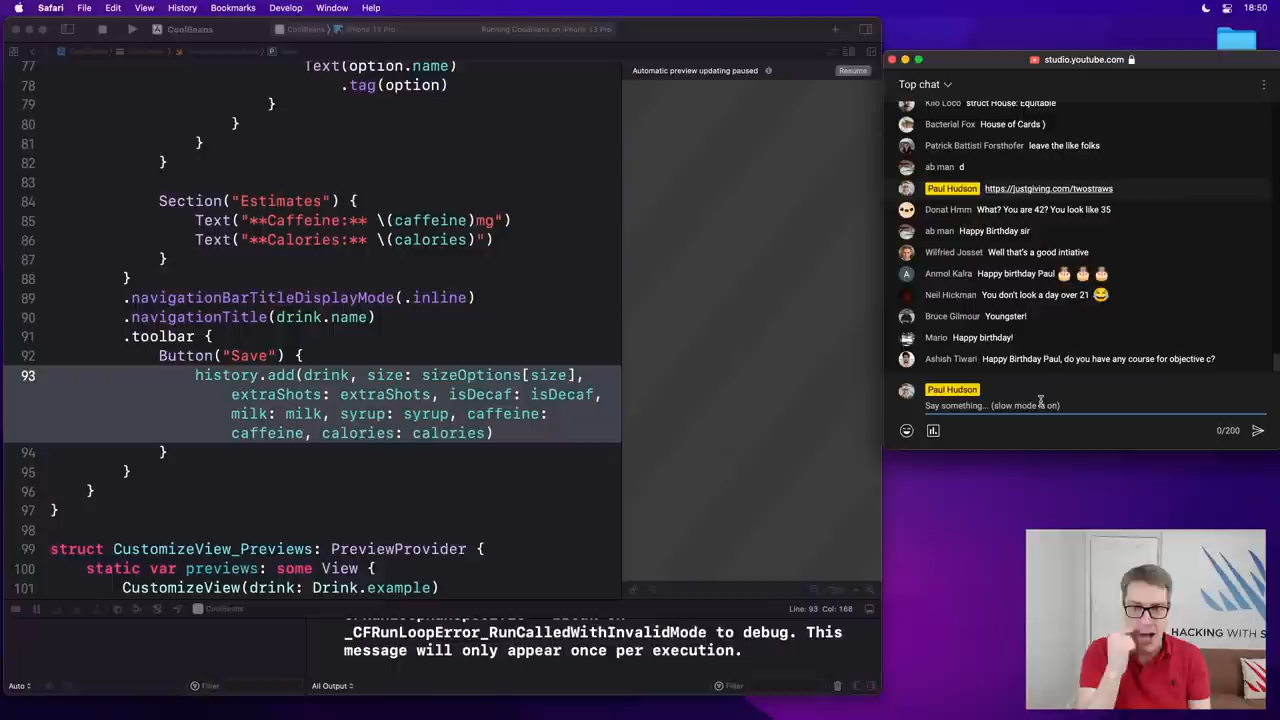 Safari File Edit View History Bookmarks Develop Window Help
18:50
CoolBeans
Running CoolBeans on iPhone 13 Pro
77 Text(option.name)
78 .tag(option)
79 }
80 }
81 }
82 }
83
84 Section("Estimates") {
85 Text("**Caffeine:** \(caffeine)mg")
86 Text("**Calories:** \(calories)")
87 }
88 }
89 .navigationBarTitleDisplayMode(.inline)
90 .navigationTitle(drink.name)
91 .toolbar {
92 Button("Save") {
93 history.add(drink, size: sizeOptions[size],
extraShots: extraShots, isDecaf: isDecaf,
milk: milk, syrup: syrup, caffeine:
caffeine, calories: calories)
94 }
95 }
96 }
97 }
98
99 struct CustomizeView_Previews: PreviewProvider {
100 static var previews: some View {
101 CustomizeView(drink: Drink.example)
CoolBeans
Line: 93 Col: 168
_CFRunLoopError_RunCalledWithInvalidMode to debug. This
message will only appear once per execution.
Auto
Filter
All Output
Filter
Automatic preview updating paused
Resume
studio.youtube.com
Top chat
Kilo Loco struct House: Equitable
Bacterial Fox House of Cards )
Patrick Battisti Forsthofer leave the like folks
ab man d
Paul Hudson https://justgiving.com/twostraws
Donat Hmm What? You are 42? You look like 35
ab man Happy Birthday sir
Wilfried Josset Well that's a good intiative
Anmol Kalra Happy birthday Paul 🎂 🎂 🎂
Neil Hickman You don't look a day over 21 😂
Bruce Gilmour Youngster!
Mario Happy birthday!
Ashish Tiwari Happy Birthday Paul, do you have any course for objective c?
Paul Hudson
Say something... (slow mode is on)
0/200
HACKING WITH S